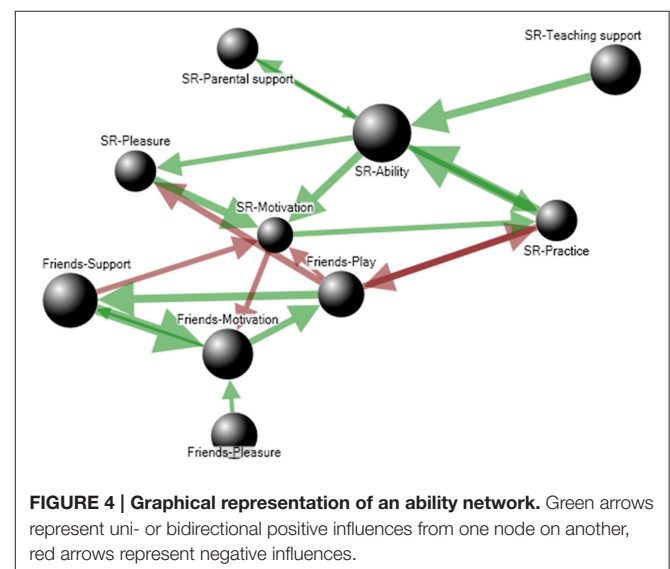 SR-Teaching support
SR-Parental support
SR-Pleasure
SR-Ability
SR-Motivation
SR-Practice
Friends-Support
Friends-Play
Friends-Motivation
Friends-Pleasure
FIGURE 4 | Graphical representation of an ability network. Green arrows
represent uni- or bidirectional positive influences from one node on another,
red arrows represent negative influences.